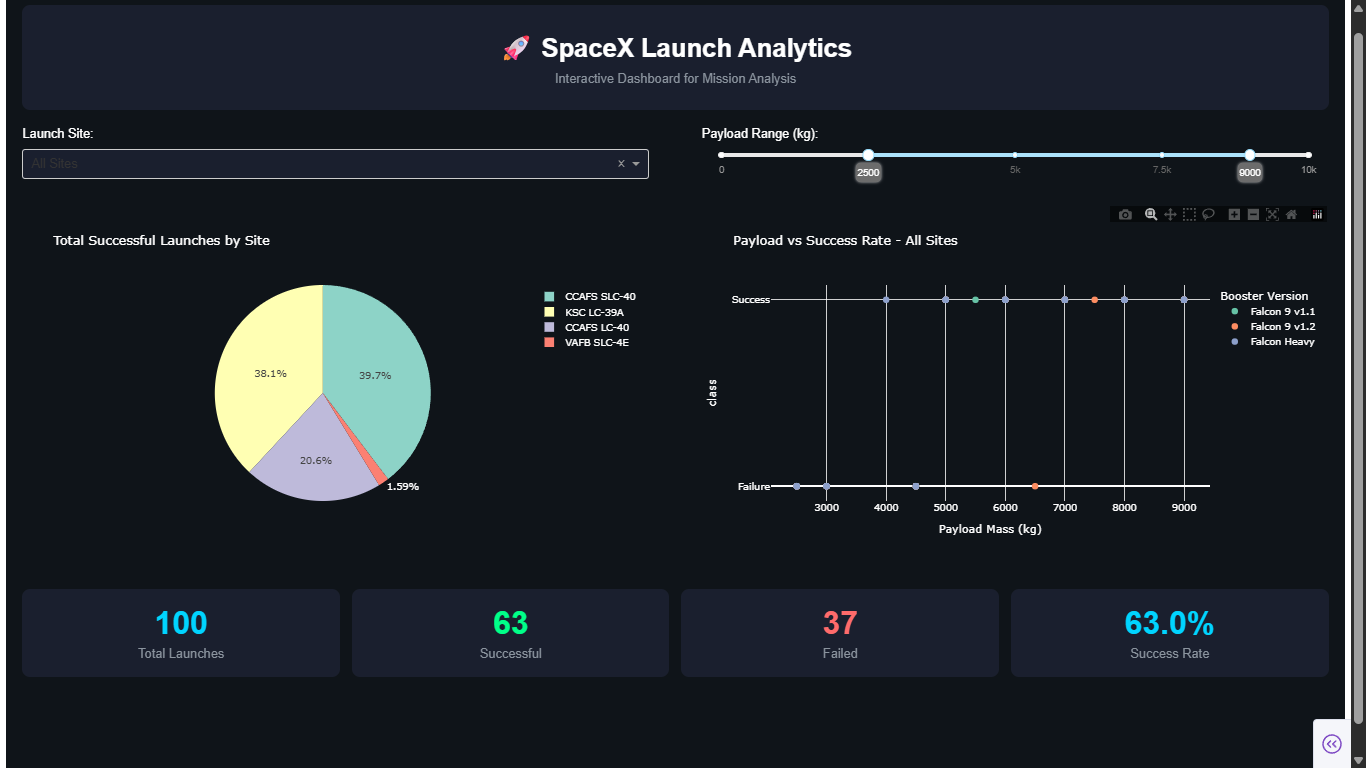 🚀 SpaceX Launch Analytics
Interactive Dashboard for Mission Analysis
Launch Site:
All Sites
×
Payload Range (kg):
0
2500
5k
7.5k
9000
10k
Total Successful Launches by Site
39.7%
38.1%
20.6%
1.59%
CCAFS SLC-40
KSC LC-39A
CCAFS LC-40
VAFB SLC-4E
Payload vs Success Rate - All Sites
Success
Failure
class
3000
4000
5000
6000
7000
8000
9000
Payload Mass (kg)
Booster Version
Falcon 9 v1.1
Falcon 9 v1.2
Falcon Heavy
100
Total Launches
63
Successful
37
Failed
63.0%
Success Rate